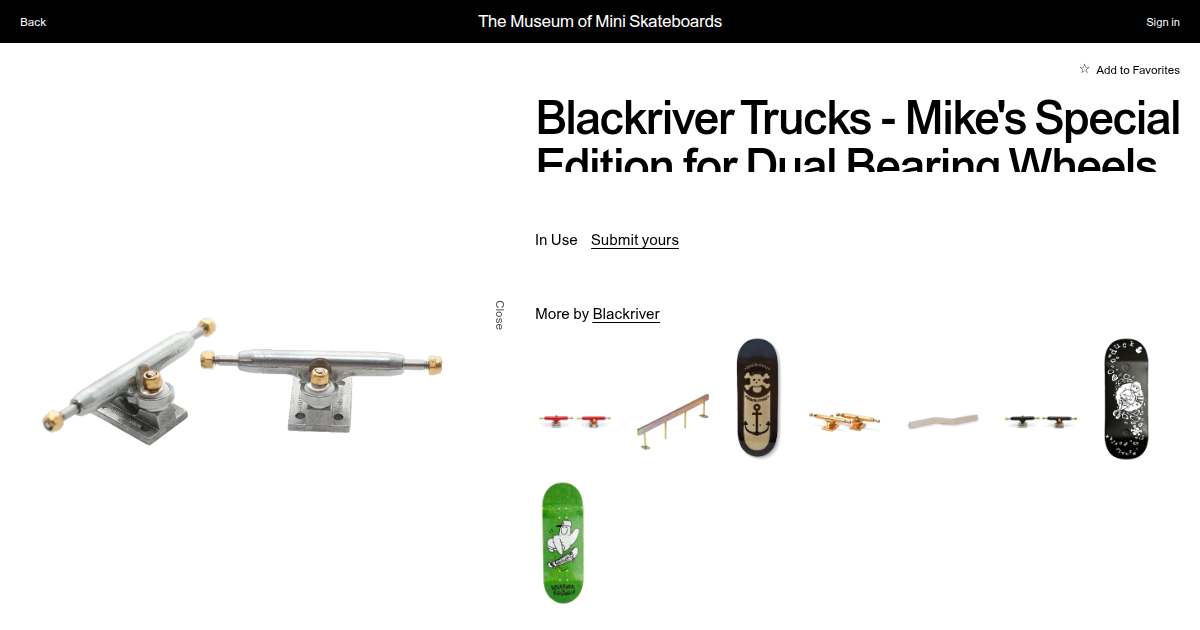 Back
The Museum of Mini Skateboards
Sign in
☆ Add to Favorites
Blackriver Trucks - Mike's Special
Edition for Dual Bearing Wheels
In Use Submit yours
Close
More by Blackriver